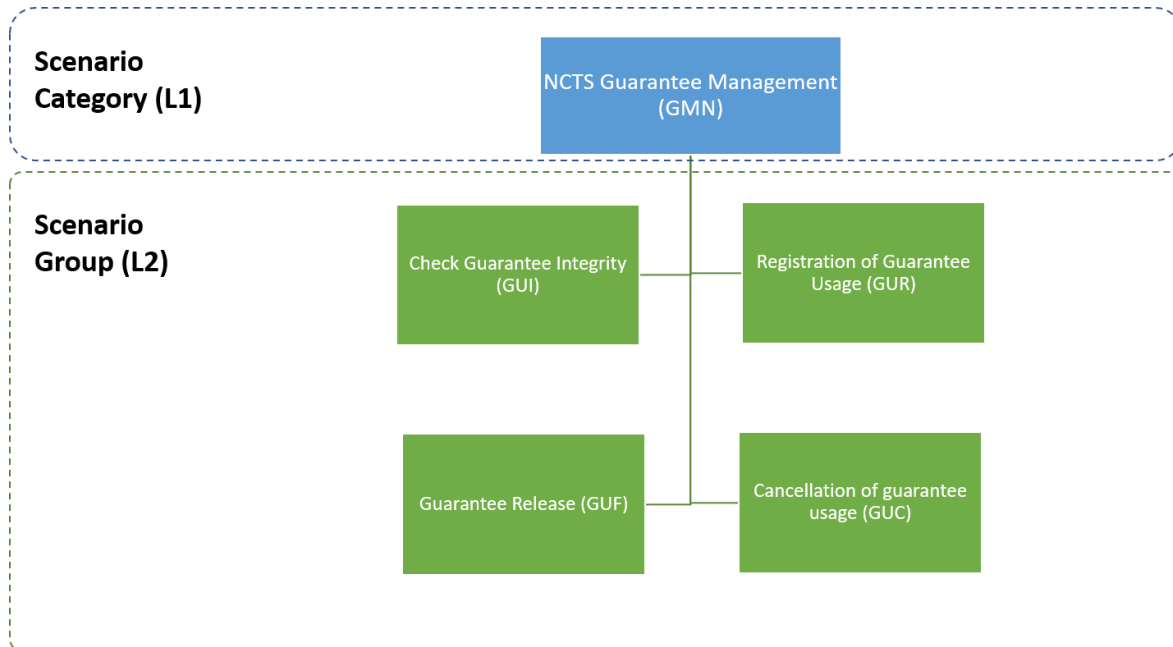 Scenario
Category (L1)
NCTS Guarantee Management
(GMN)
Scenario
Group (L2)
Check Guarantee Integrity
(GUI)
Registration of Guarantee
Usage (GUR)
Guarantee Release (GUF)
Cancellation of guarantee
usage (GUC)